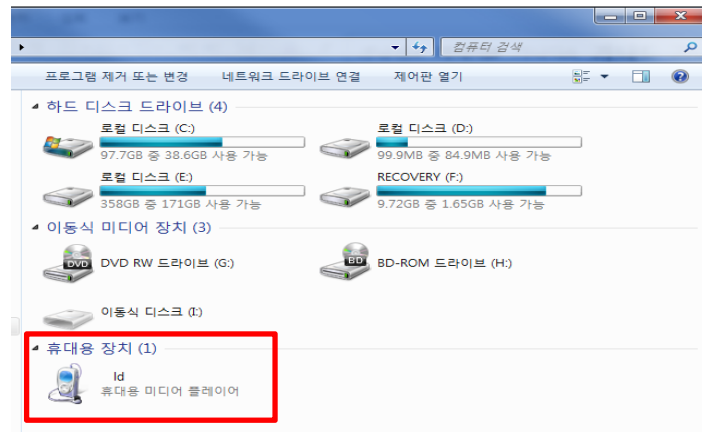 컴퓨터 검색
프로그램 제거 또는 변경 네트워크 드라이브 연결 제어판 열기
하드 디스크 드라이브 (4)
로컬 디스크 (C:)
97.7GB 중 38.6GB 사용 가능
로컬 디스크 (D:)
99.9MB 중 84.9MB 사용 가능
로컬 디스크 (E:)
358GB 중 171GB 사용 가능
RECOVERY (F:)
9.72GB 중 1.65GB 사용 가능
이동식 미디어 장치 (3)
DVD
DVD RW 드라이브 (G:)
BD
BD-ROM 드라이브 (H:)
이동식 디스크 (I:)
휴대용 장치 (1)
ld
휴대용 미디어 플레이어